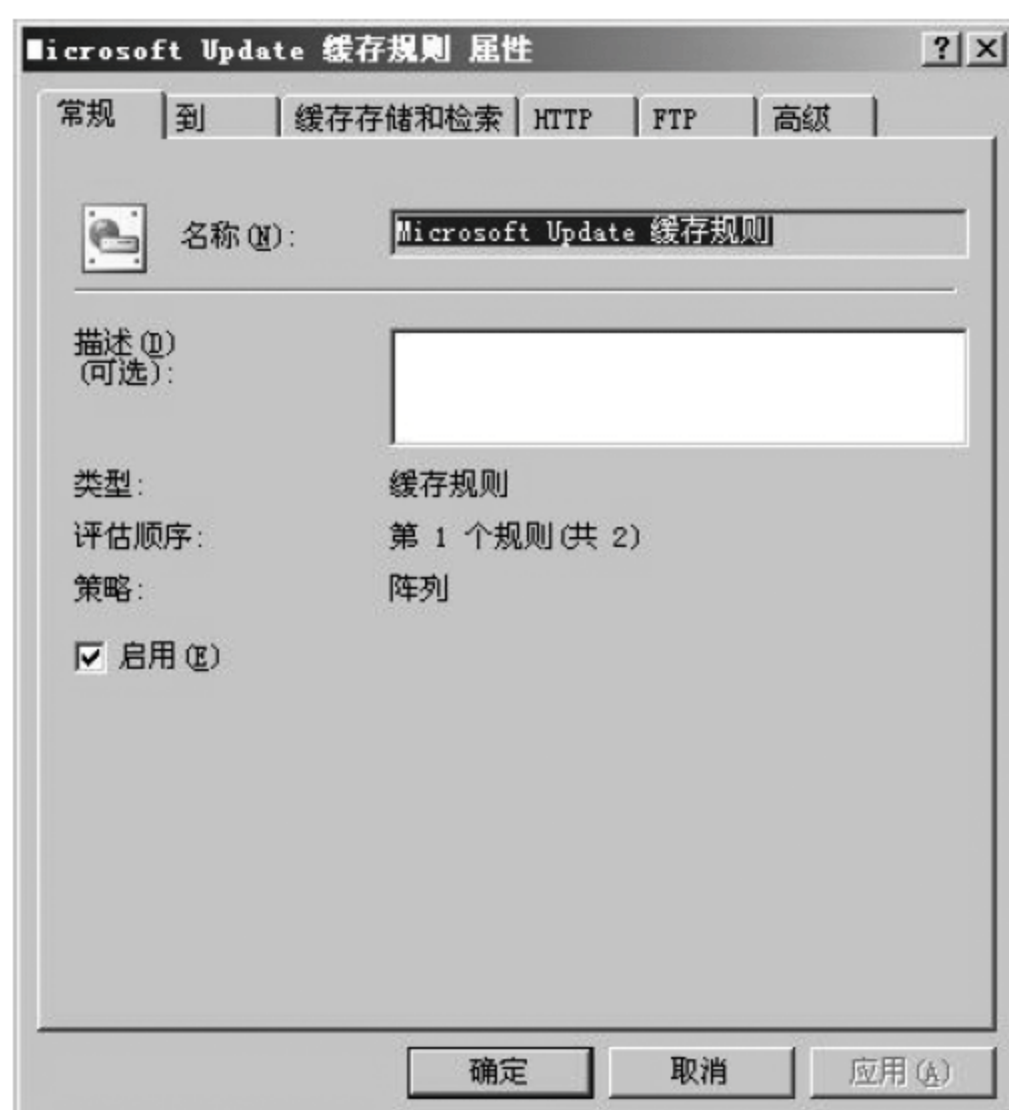 Microsoft Update 缓存规则 属性
常规 到 缓存存储和检索 HTTP FTP 高级
名称(N): Microsoft Update 缓存规则
描述(D)
(可选):
类型: 缓存规则
评估顺序: 第 1 个规则(共 2)
策略: 阵列
启用(E)
确定 取消 应用(A)